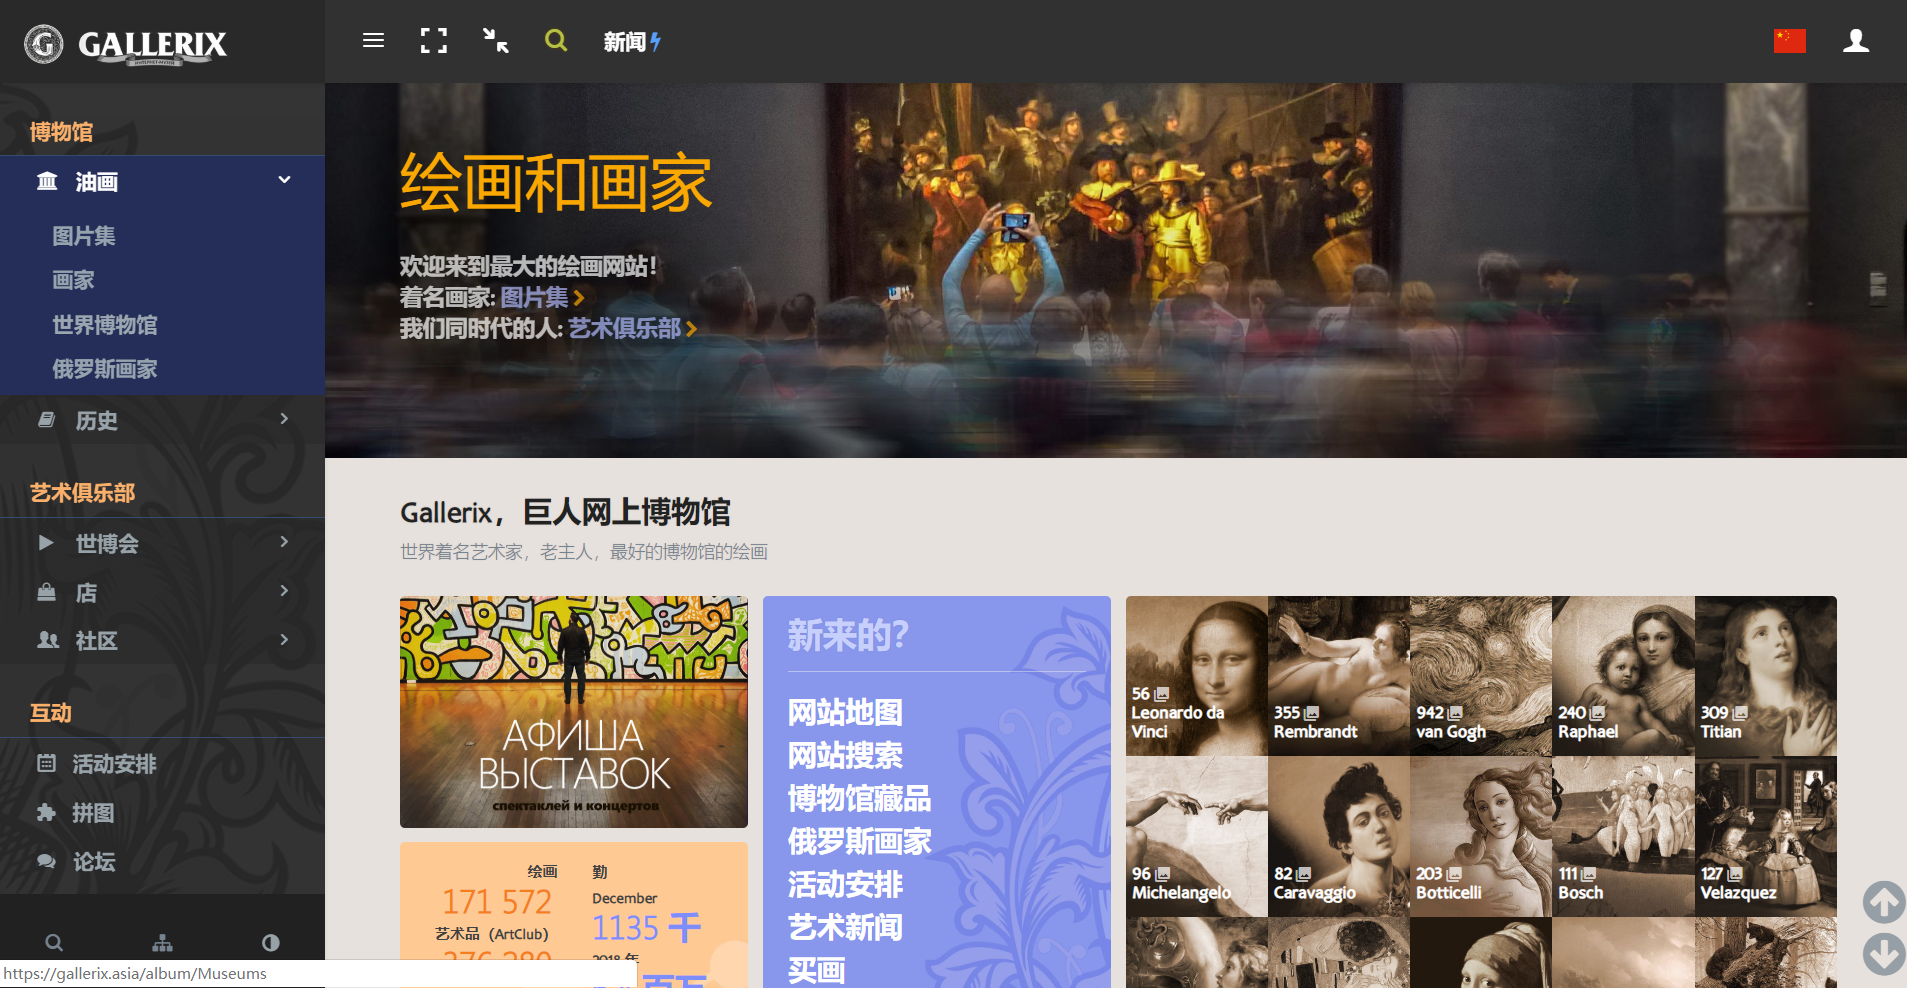 GALLERIX
新闻
博物馆
油画
图片集
画家
世界博物馆
俄罗斯画家
历史
艺术俱乐部
世博会
店
社区
互动
活动安排
拼图
论坛
https://gallerix.asia/album/Museums
绘画和画家
欢迎来到最大的绘画网站！
着名画家: 图片集
我们同时代的人: 艺术俱乐部
Gallerix，巨人网上博物馆
世界着名艺术家，老主人，最好的博物馆的绘画
АФИША
ВЫСТАВОК
спектаклей и концертов
绘画
171 572
艺术品（ArtClub）
276 280
勤
December
1135 千
2018 年
百万
新来的？
网站地图
网站搜索
博物馆藏品
俄罗斯画家
活动安排
艺术新闻
买画
56
Leonardo da
Vinci
355
Rembrandt
942
van Gogh
240
Raphael
309
Titian
96
Michelangelo
82
Caravaggio
203
Botticelli
111
Bosch
127
Velazquez